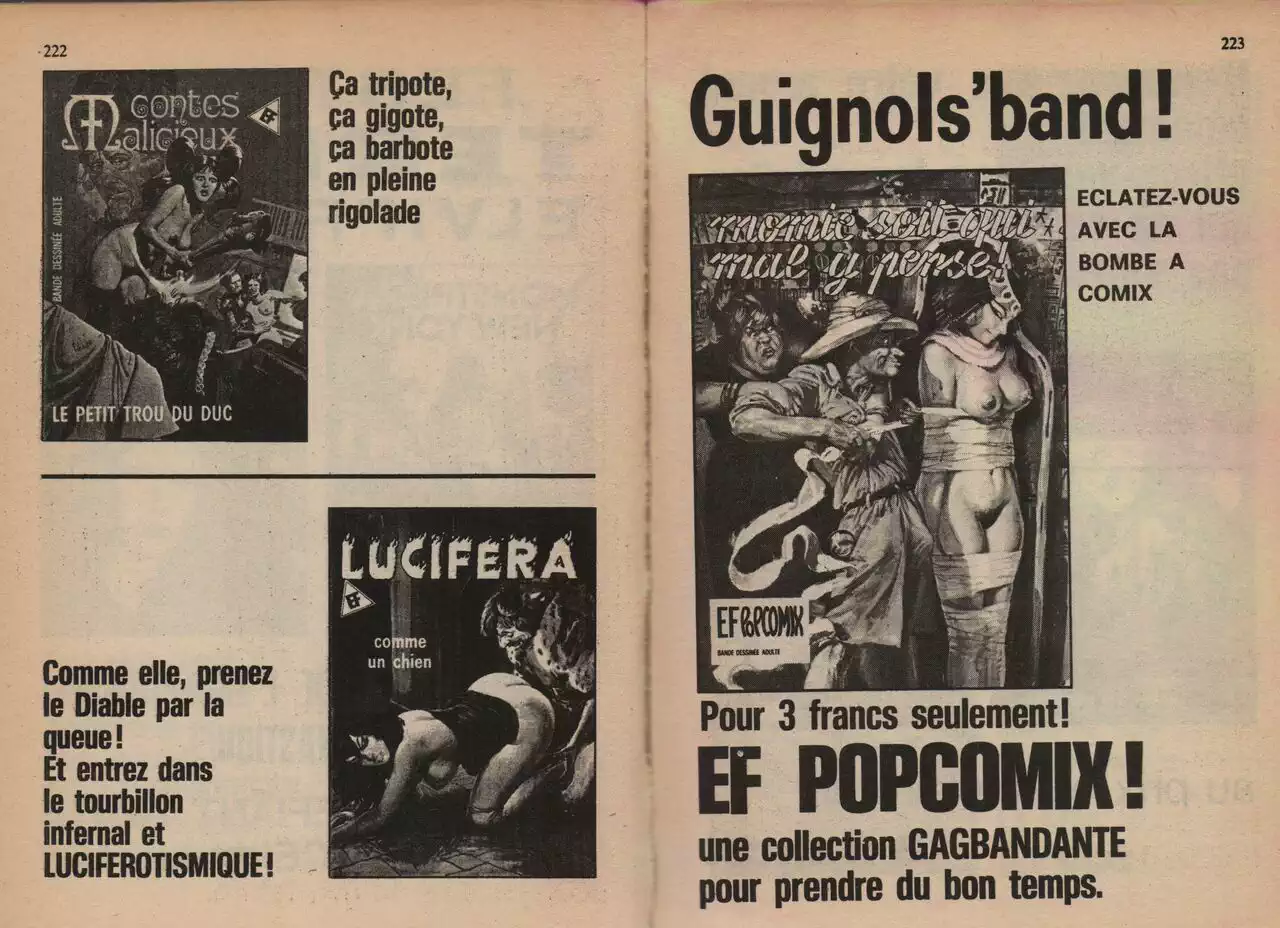 222
contes
Malicieux
EF
BANDE DESSINÉE ADULTE
LE PETIT TROU DU DUC
Ça tripote,
ça gigote,
ça barbote
en pleine
rigolade
LUCIFERA
EF
comme
un chien
Comme elle, prenez
le Diable par la
queue!
Et entrez dans
le tourbillon
infernal et
LUCIFEROTISMIQUE!
223
Guignols'band!
momie soit qui
mal y pense!
EF POPCOMIX
BANDE DESSINÉE ADULTE
ECLATEZ-VOUS
AVEC LA
BOMBE A
COMIX
Pour 3 francs seulement!
EF POPCOMIX!
une collection GAGBANDANTE
pour prendre du bon temps.